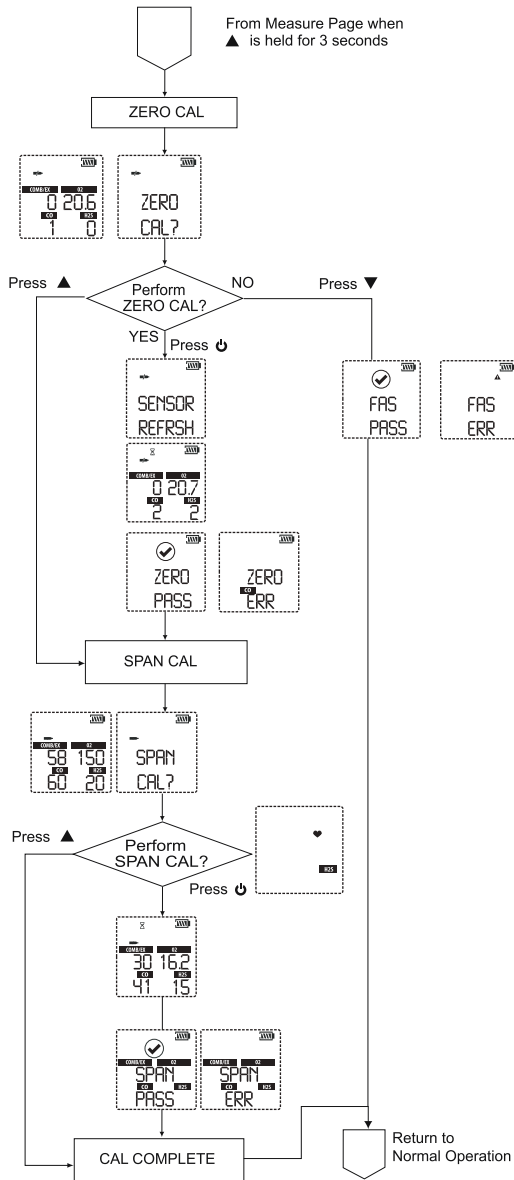 From Measure Page when
▲ is held for 3 seconds
ZERO CAL
COMB/EX O2
0 20.6
CO H2S
1 0
ZERO
CAL?
Press ▲
Perform
ZERO CAL?
NO
Press ▼
YES
Press ⏻
SENSOR
REFRSH
COMB/EX O2
0 20.7
CO H2S
2 2
FAS
PASS
FAS
ERR
ZERO
PASS
ZERO
CO
ERR
SPAN CAL
COMB/EX O2
58 150
CO H2S
60 20
SPAN
CAL?
Press ▲
Perform
SPAN CAL?
H2S
Press ⏻
COMB/EX O2
30 16.2
CO H2S
41 15
COMB/EX O2
SPAN
CO H2S
PASS
COMB/EX O2
SPAN
CO H2S
ERR
CAL COMPLETE
Return to
Normal Operation